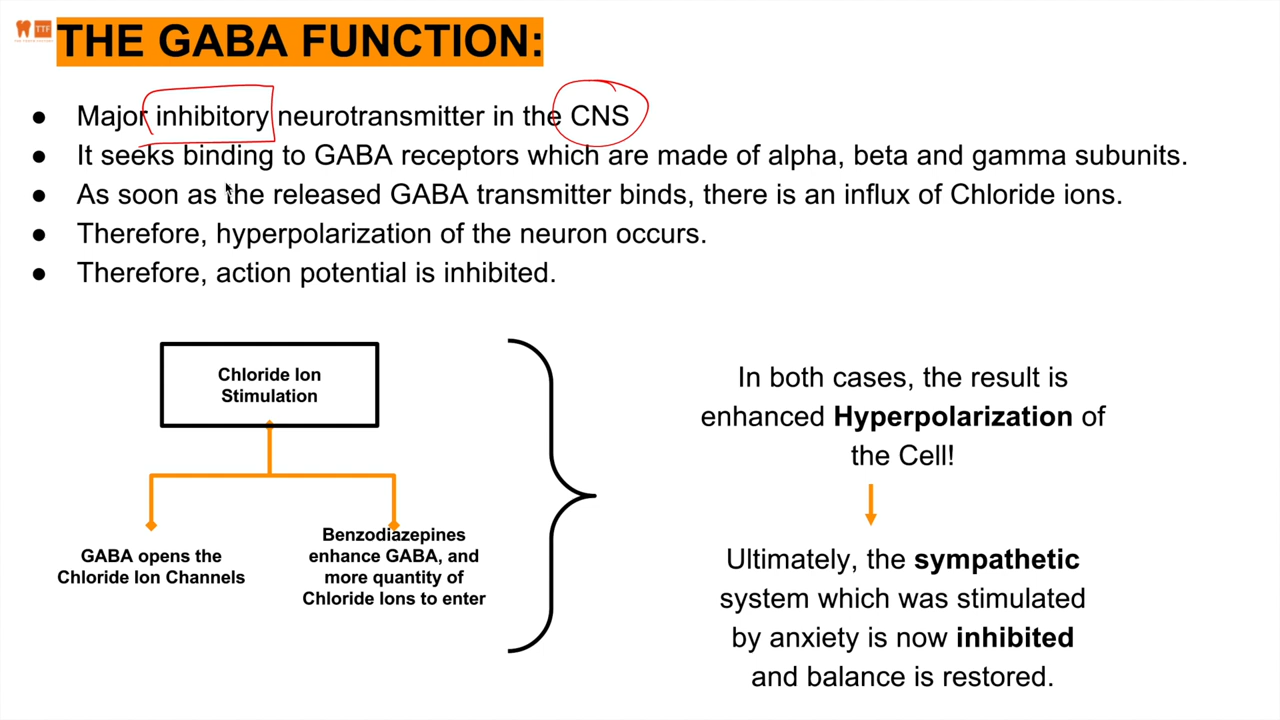 TTF
THE GABA FUNCTION:
● Major inhibitory neurotransmitter in the CNS
● It seeks binding to GABA receptors which are made of alpha, beta and gamma subunits.
● As soon as the released GABA transmitter binds, there is an influx of Chloride ions.
● Therefore, hyperpolarization of the neuron occurs.
● Therefore, action potential is inhibited.
Chloride Ion
Stimulation
GABA opens the
Chloride Ion Channels
Benzodiazepines
enhance GABA, and
more quantity of
Chloride Ions to enter
In both cases, the result is
enhanced Hyperpolarization of
the Cell!
Ultimately, the sympathetic
system which was stimulated
by anxiety is now inhibited
and balance is restored.